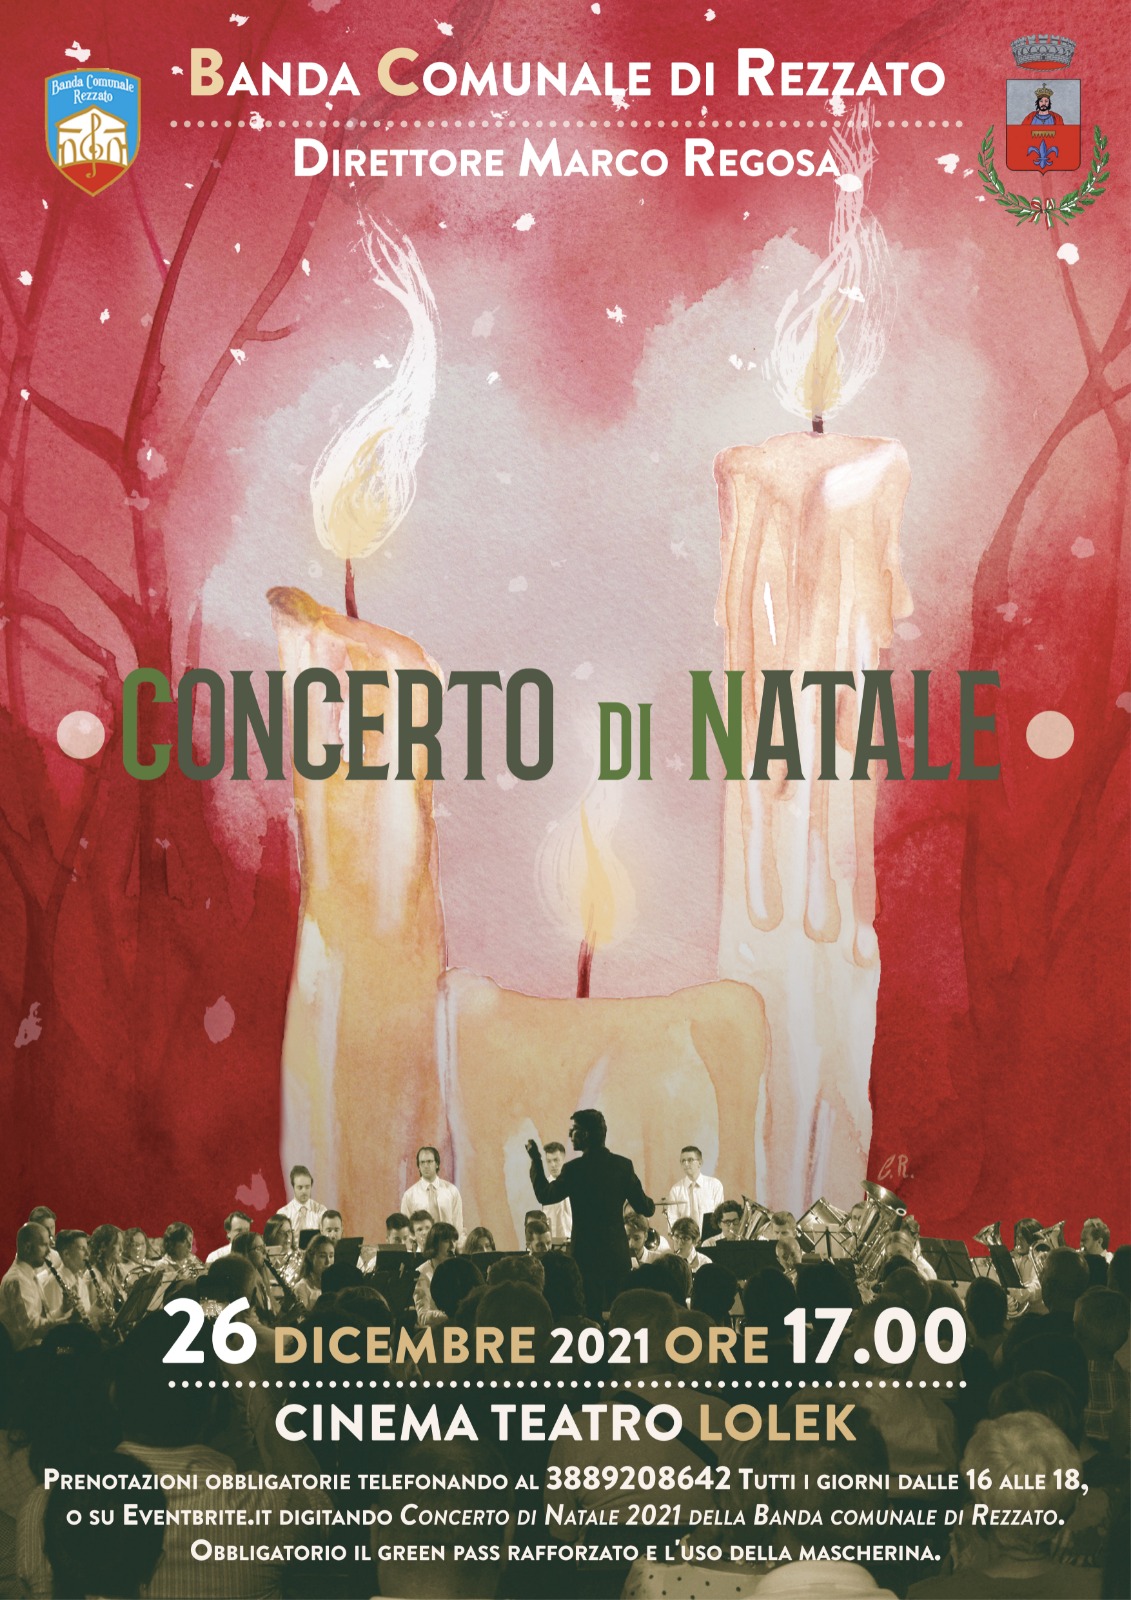 Banda Comunale di Rezzato
Direttore Marco Regosa
Banda Comunale
Rezzato
Concerto di Natale
C.R.
26 dicembre 2021 ore 17.00
Cinema Teatro Lolek
Prenotazioni obbligatorie telefonando al 3889208642 Tutti i giorni dalle 16 alle 18,
o su Eventbrite.it digitando Concerto di Natale 2021 della Banda comunale di Rezzato.
Obbligatorio il green pass rafforzato e l'uso della mascherina.